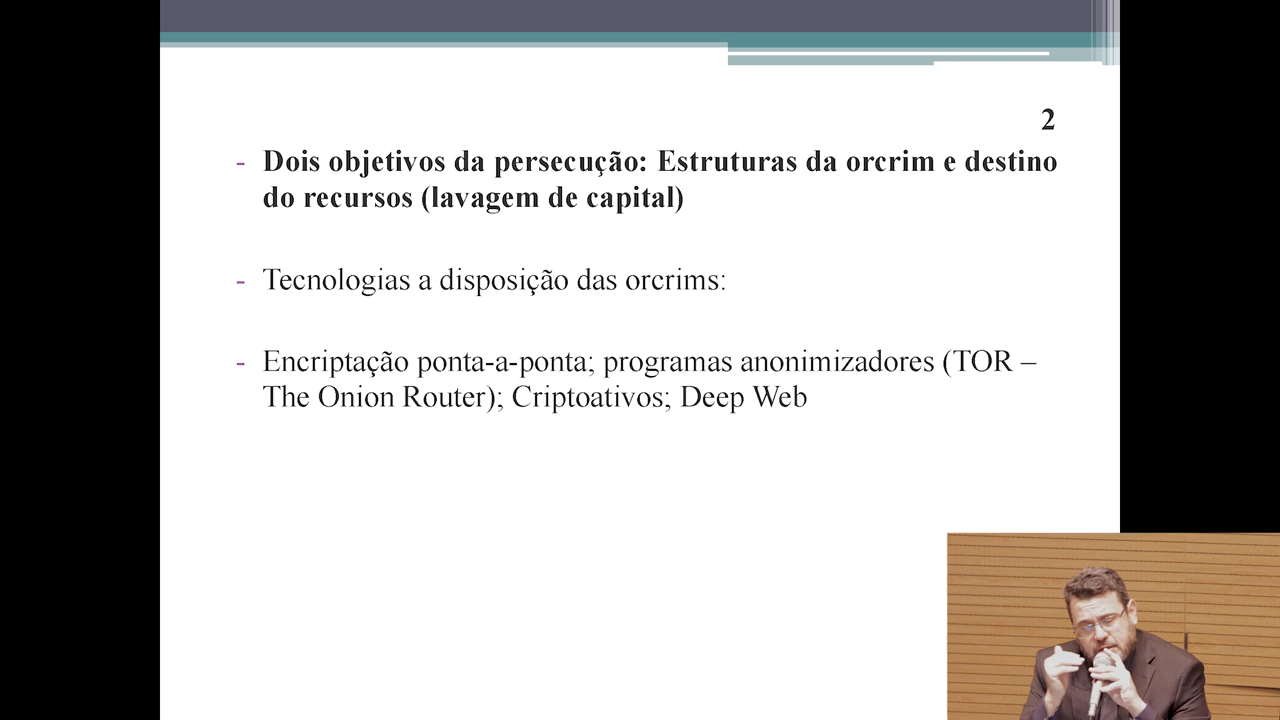 2
- Dois objetivos da persecução: Estruturas da orcrim e destino
do recursos (lavagem de capital)
- Tecnologias a disposição das orcrims:
- Encriptação ponta-a-ponta; programas anonimizadores (TOR –
The Onion Router); Criptoativos; Deep Web